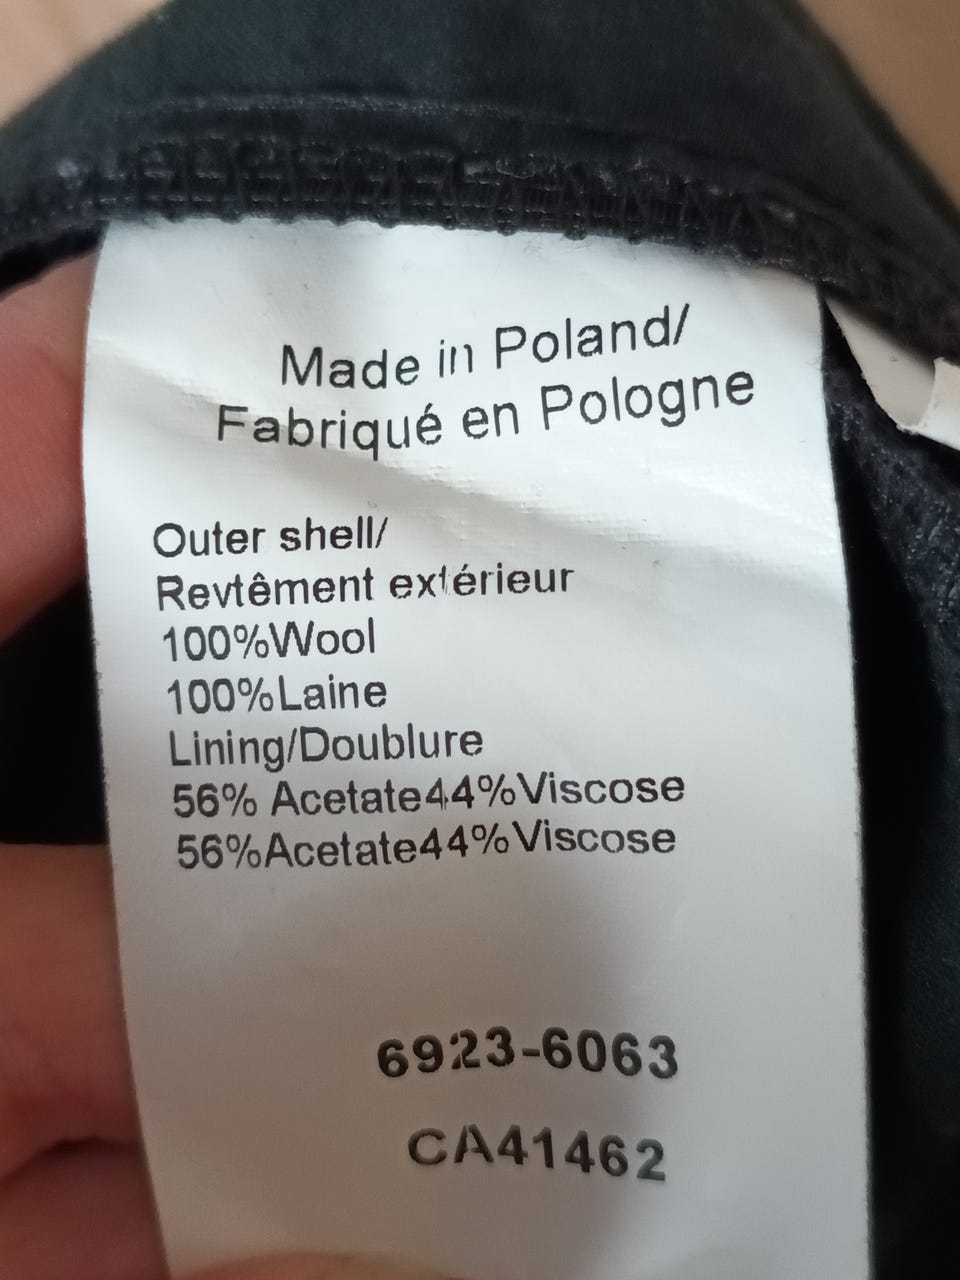 Made in Poland/
Fabriqué en Pologne
Outer shell/
Revtêment extérieur
100%Wool
100%Laine
Lining/Doublure
56% Acetate44%Viscose
56%Acetate44%Viscose
6923-6063
CA41462